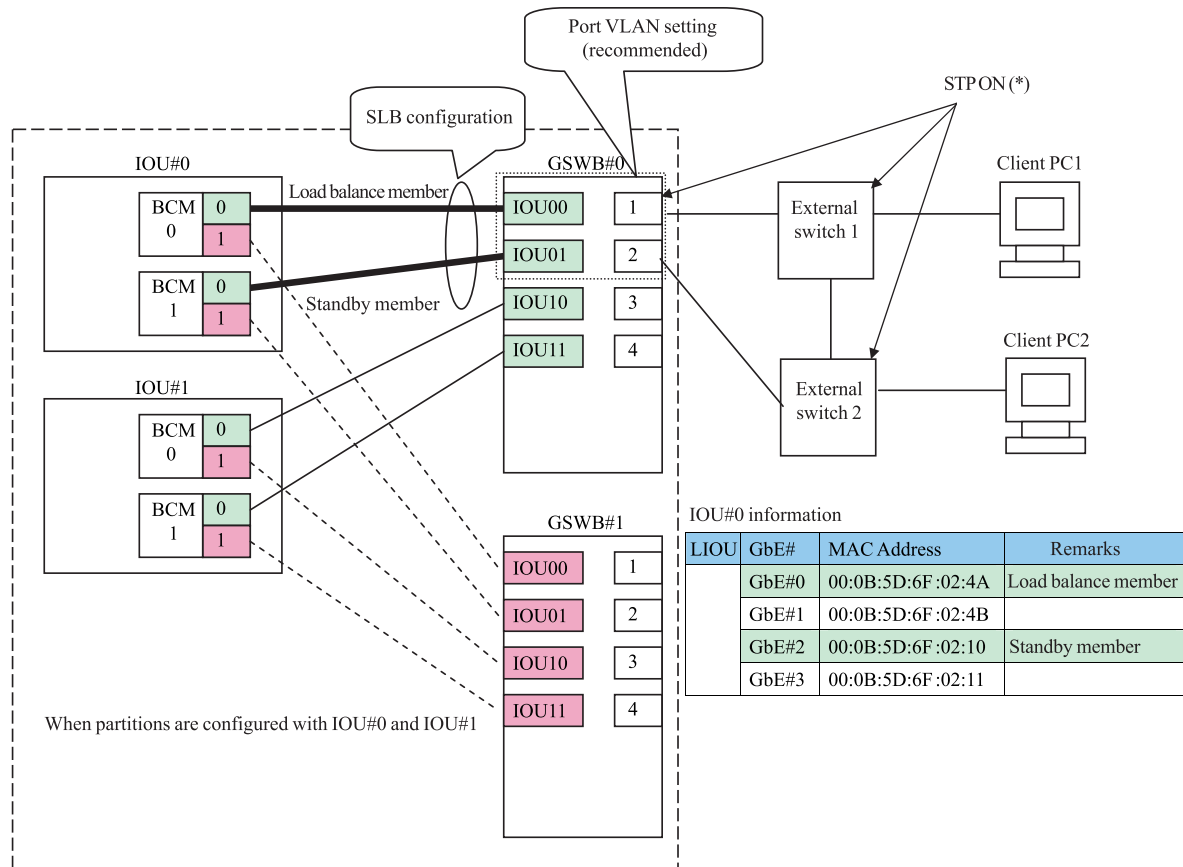 Port VLAN setting
(recommended)
STP ON (*)
SLB configuration
IOU#0
GSWB#0
Client PC1
Load balance member
BCM
0
0
1
IOU00
1
External
switch 1
IOU01
2
BCM
1
0
1
Standby member
IOU10
3
IOU11
4
Client PC2
External
switch 2
IOU#1
BCM
0
0
1
BCM
1
0
1
GSWB#1
IOU00
1
IOU01
2
IOU10
3
IOU11
4
IOU#0 information
LIOU GbE# MAC Address Remarks
GbE#0 00:0B:5D:6F:02:4A Load balance member
GbE#1 00:0B:5D:6F:02:4B
GbE#2 00:0B:5D:6F:02:10 Standby member
GbE#3 00:0B:5D:6F:02:11
When partitions are configured with IOU#0 and IOU#1